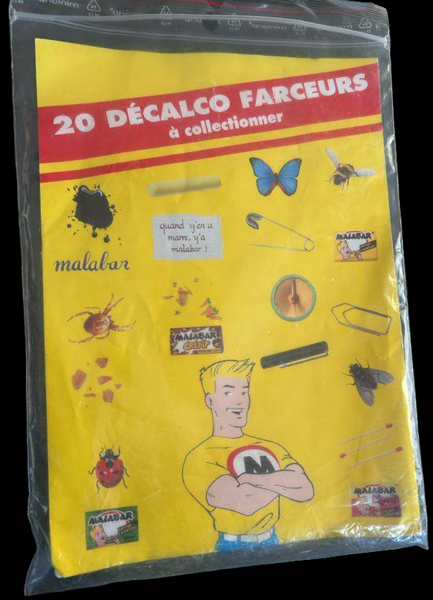 20 DÉCALCO FARCEURS
à collectionner
quand y'en a
marre, y'a
malabar !
MALABAR
malabar
MALABAR
M
MALABAR
MALABAR